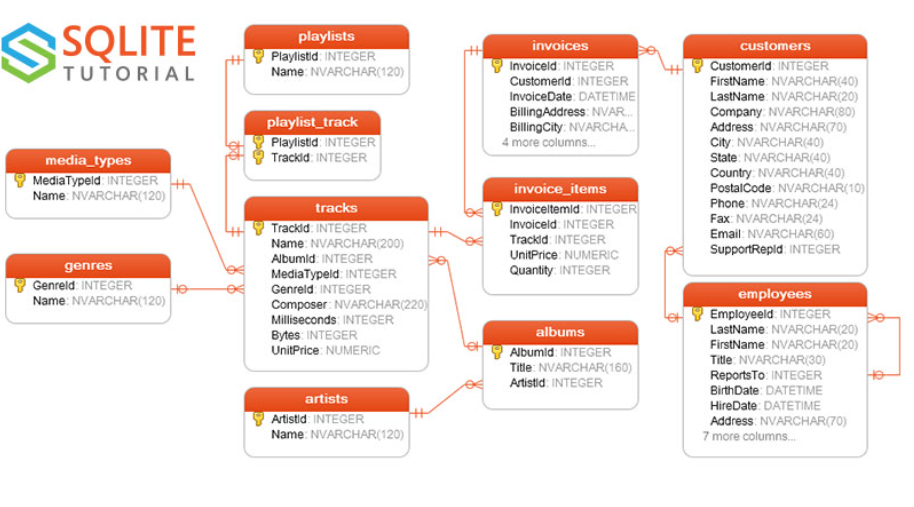 SQLITE
TUTORIAL
playlists
PlaylistId: INTEGER
Name: NVARCHAR(120)
playlist_track
PlaylistId: INTEGER
TrackId: INTEGER
media_types
MediaTypeId: INTEGER
Name: NVARCHAR(120)
genres
GenreId: INTEGER
Name: NVARCHAR(120)
tracks
TrackId: INTEGER
Name: NVARCHAR(200)
AlbumId: INTEGER
MediaTypeId: INTEGER
GenreId: INTEGER
Composer: NVARCHAR(220)
Milliseconds: INTEGER
Bytes: INTEGER
UnitPrice: NUMERIC
artists
ArtistId: INTEGER
Name: NVARCHAR(120)
invoices
InvoiceId: INTEGER
CustomerId: INTEGER
InvoiceDate: DATETIME
BillingAddress: NVAR...
BillingCity: NVARCHA...
4 more columns...
invoice_items
InvoiceItemId: INTEGER
InvoiceId: INTEGER
TrackId: INTEGER
UnitPrice: NUMERIC
Quantity: INTEGER
albums
AlbumId: INTEGER
Title: NVARCHAR(160)
ArtistId: INTEGER
customers
CustomerId: INTEGER
FirstName: NVARCHAR(40)
LastName: NVARCHAR(20)
Company: NVARCHAR(80)
Address: NVARCHAR(70)
City: NVARCHAR(40)
State: NVARCHAR(40)
Country: NVARCHAR(40)
PostalCode: NVARCHAR(10)
Phone: NVARCHAR(24)
Fax: NVARCHAR(24)
Email: NVARCHAR(60)
SupportRepId: INTEGER
employees
EmployeeId: INTEGER
LastName: NVARCHAR(20)
FirstName: NVARCHAR(20)
Title: NVARCHAR(30)
ReportsTo: INTEGER
BirthDate: DATETIME
HireDate: DATETIME
Address: NVARCHAR(70)
7 more columns...